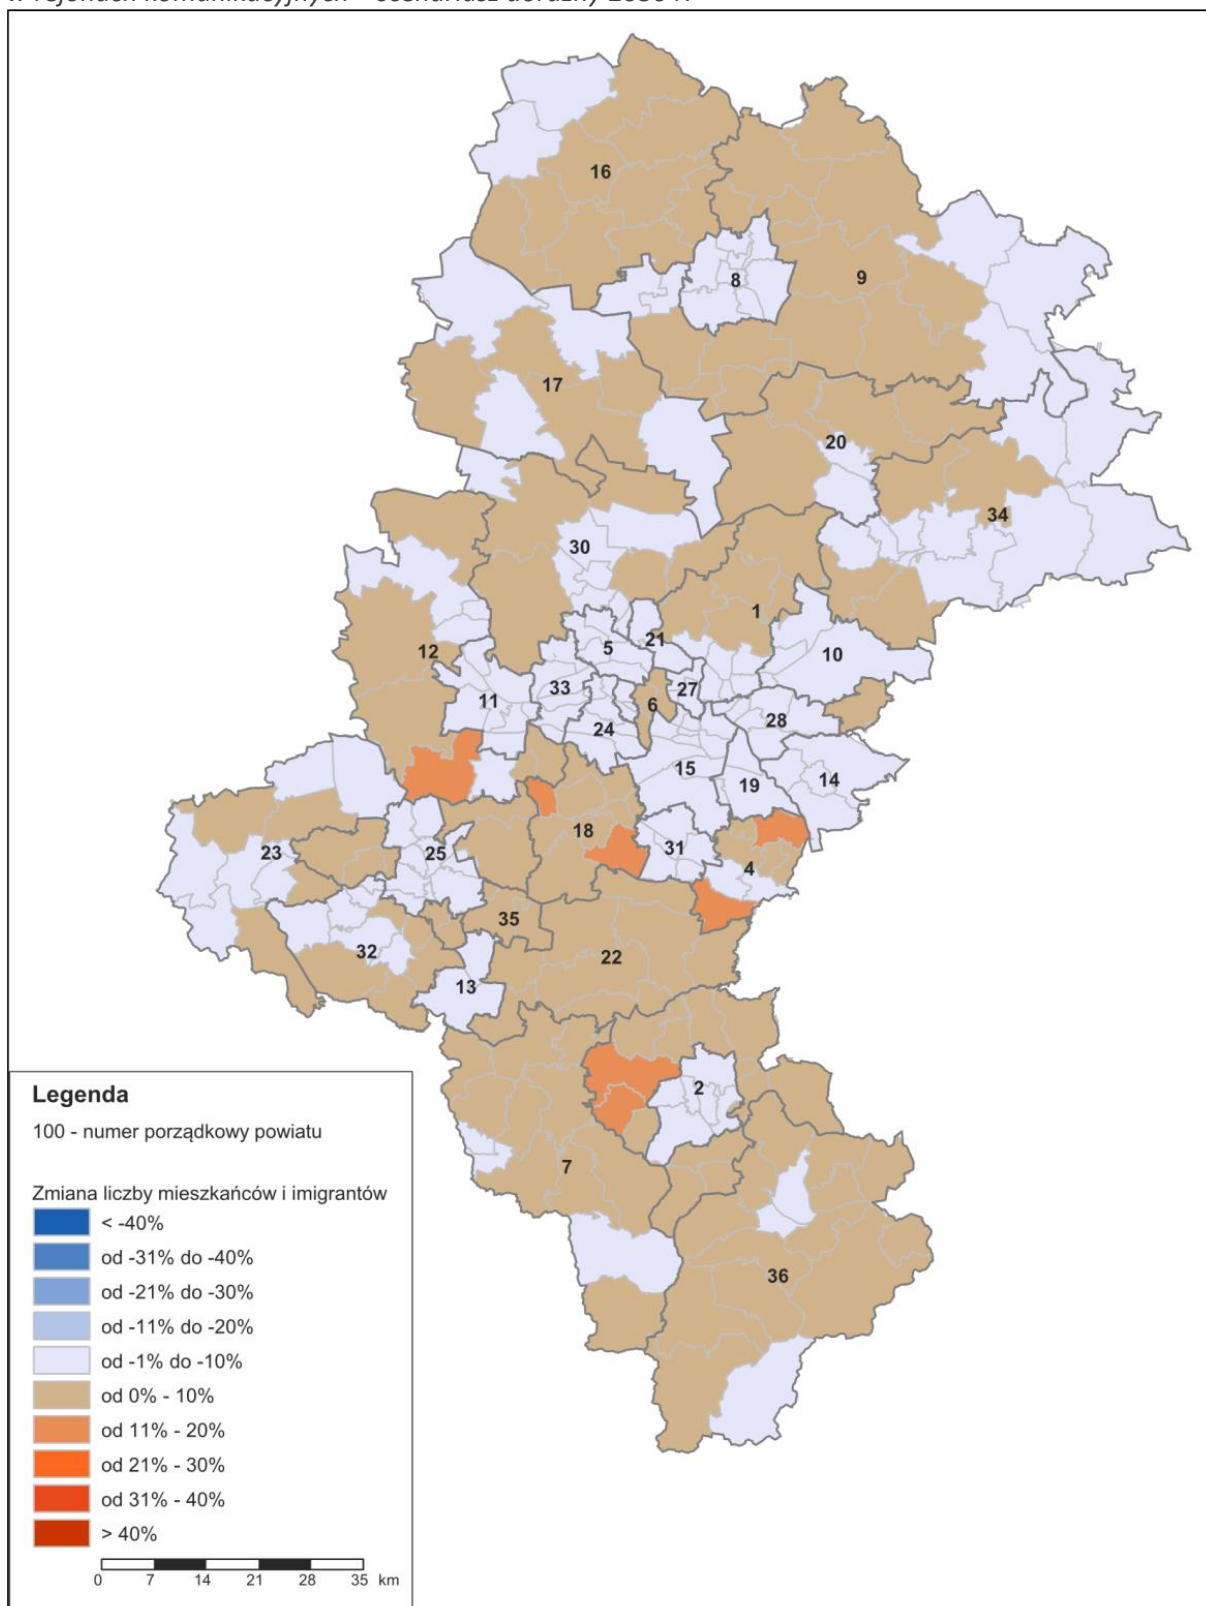 w rejonach komunikacyjnych – scenariusz doraźny 2030 r.
16
8
9
17
20
34
30
1
12
5
21
10
11
33
6
27
24
28
15
19
14
18
31
23
25
4
35
32
22
13
2
7
36
Legenda
100 - numer porządkowy powiatu
Zmiana liczby mieszkańców i imigrantów
< -40%
od -31% do -40%
od -21% do -30%
od -11% do -20%
od -1% do -10%
od 0% - 10%
od 11% - 20%
od 21% - 30%
od 31% - 40%
> 40%
0 7 14 21 28 35 km